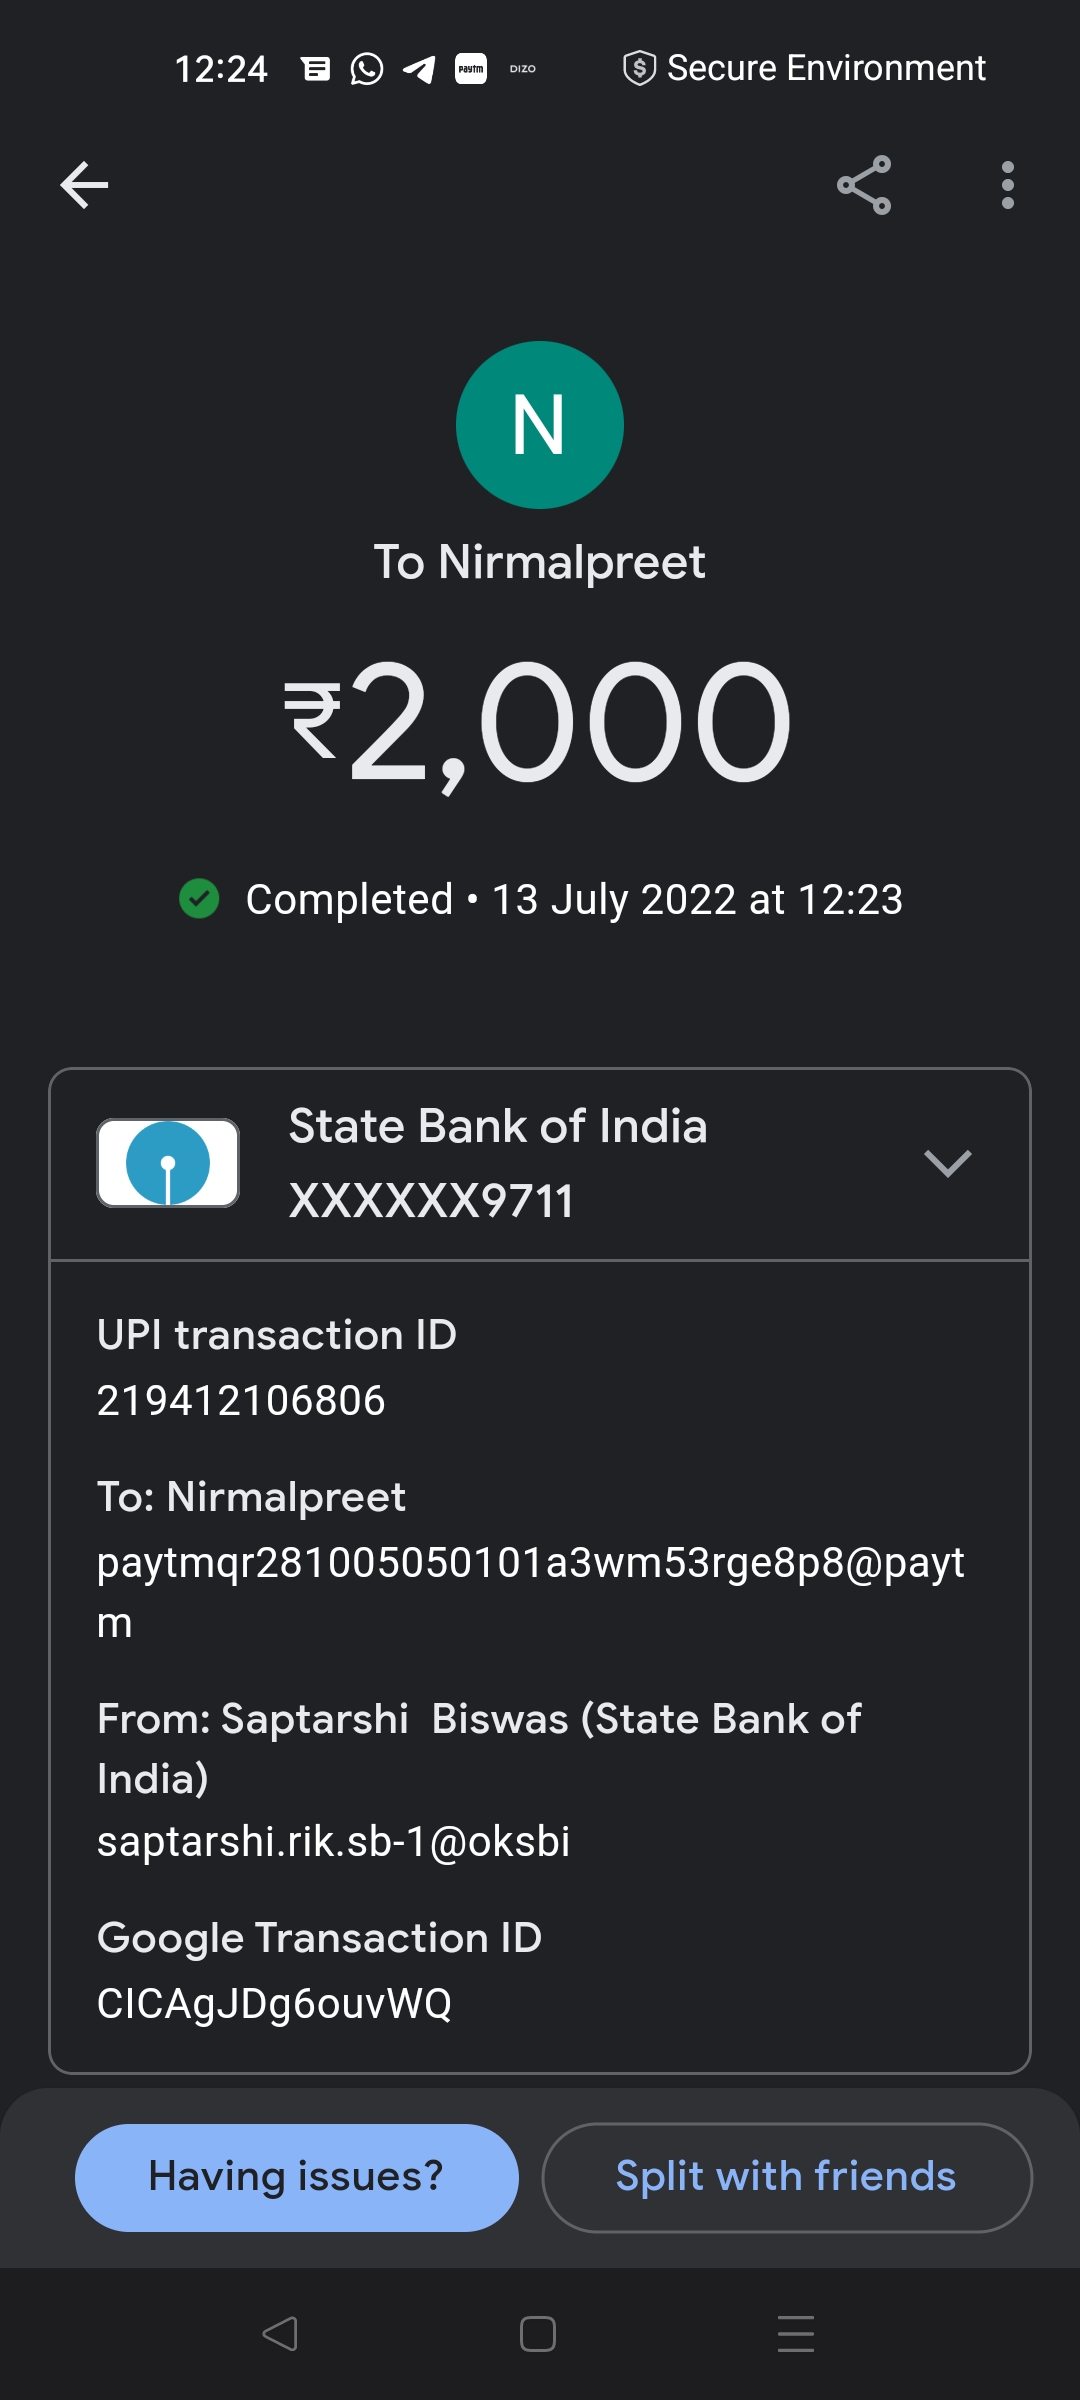 12:24 paytm DIZO Secure Environment
N
To Nirmalpreet
₹2,000
Completed • 13 July 2022 at 12:23
State Bank of India
XXXXXX9711
UPI transaction ID
219412106806
To: Nirmalpreet
paytmqr281005050101a3wm53rge8p8@payt
m
From: Saptarshi  Biswas (State Bank of
India)
saptarshi.rik.sb-1@oksbi
Google Transaction ID
CICAgJDg6ouvWQ
Having issues? Split with friends